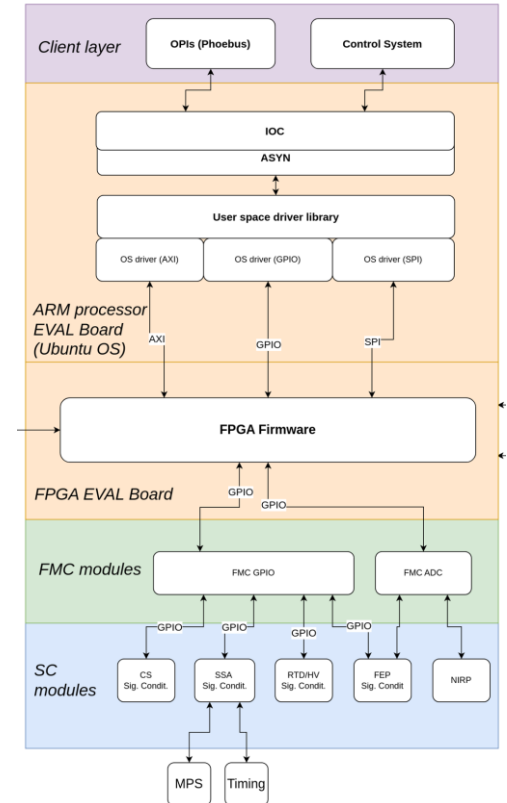 Client layer
OPIs (Phoebus)
Control System
IOC
ASYN
User space driver library
OS driver (AXI)
OS driver (GPIO)
OS driver (SPI)
ARM processor
EVAL Board
(Ubuntu OS)
AXI
GPIO
SPI
FPGA Firmware
FPGA EVAL Board
GPIO
GPIO
FMC modules
FMC GPIO
FMC ADC
GPIO
GPIO
GPIO
GPIO
SC
modules
CS
Sig. Condit.
SSA
Sig. Condit.
RTD/HV
Sig. Condit.
FEP
Sig. Condit
NIRP
MPS
Timing